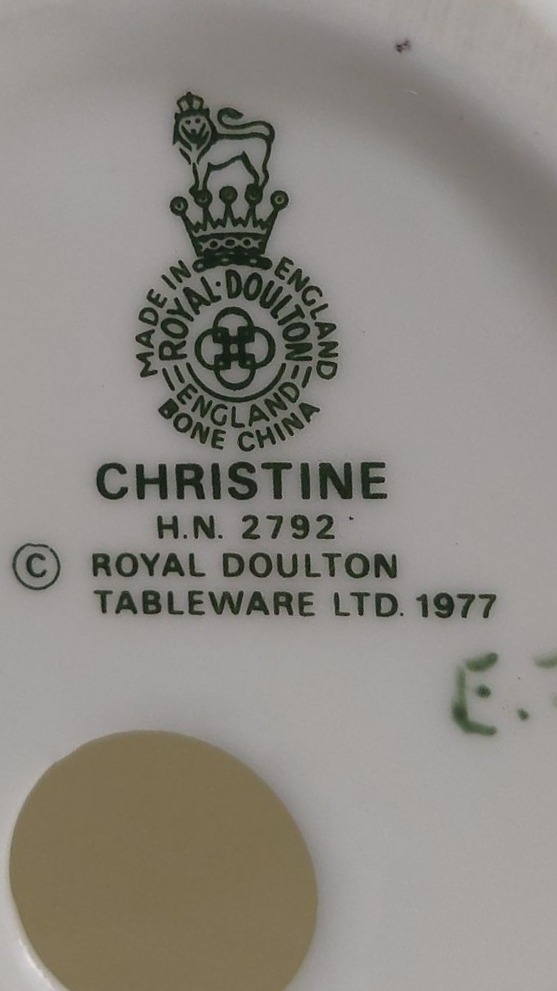 MADE IN ENGLAND
ROYAL·DOULTON
ENGLAND
BONE CHINA
CHRISTINE
H.N. 2792
© ROYAL DOULTON
TABLEWARE LTD. 1977
E.